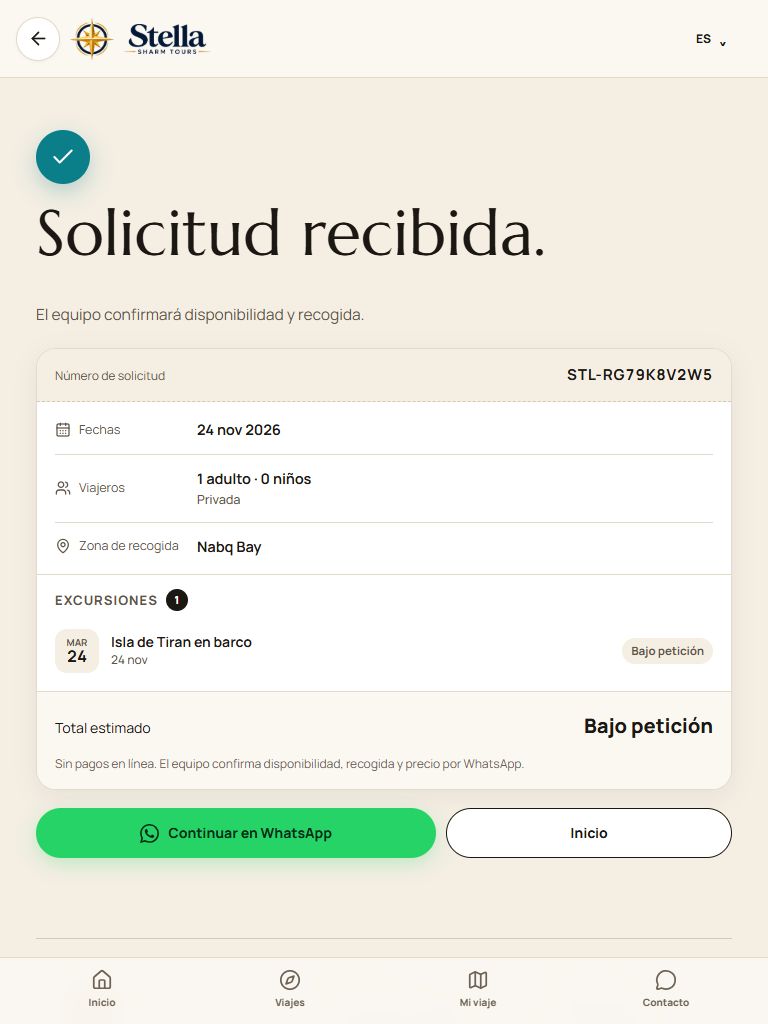 Stella
SHARM TOURS
ES
Solicitud recibida.
El equipo confirmará disponibilidad y recogida.
Número de solicitud
STL-RG79K8V2W5
Fechas
24 nov 2026
Viajeros
1 adulto · 0 niños
Privada
Zona de recogida
Nabq Bay
EXCURSIONES 1
MAR
24
Isla de Tiran en barco
24 nov
Bajo petición
Total estimado
Bajo petición
Sin pagos en línea. El equipo confirma disponibilidad, recogida y precio por WhatsApp.
Continuar en WhatsApp
Inicio
Inicio
Viajes
Mi viaje
Contacto